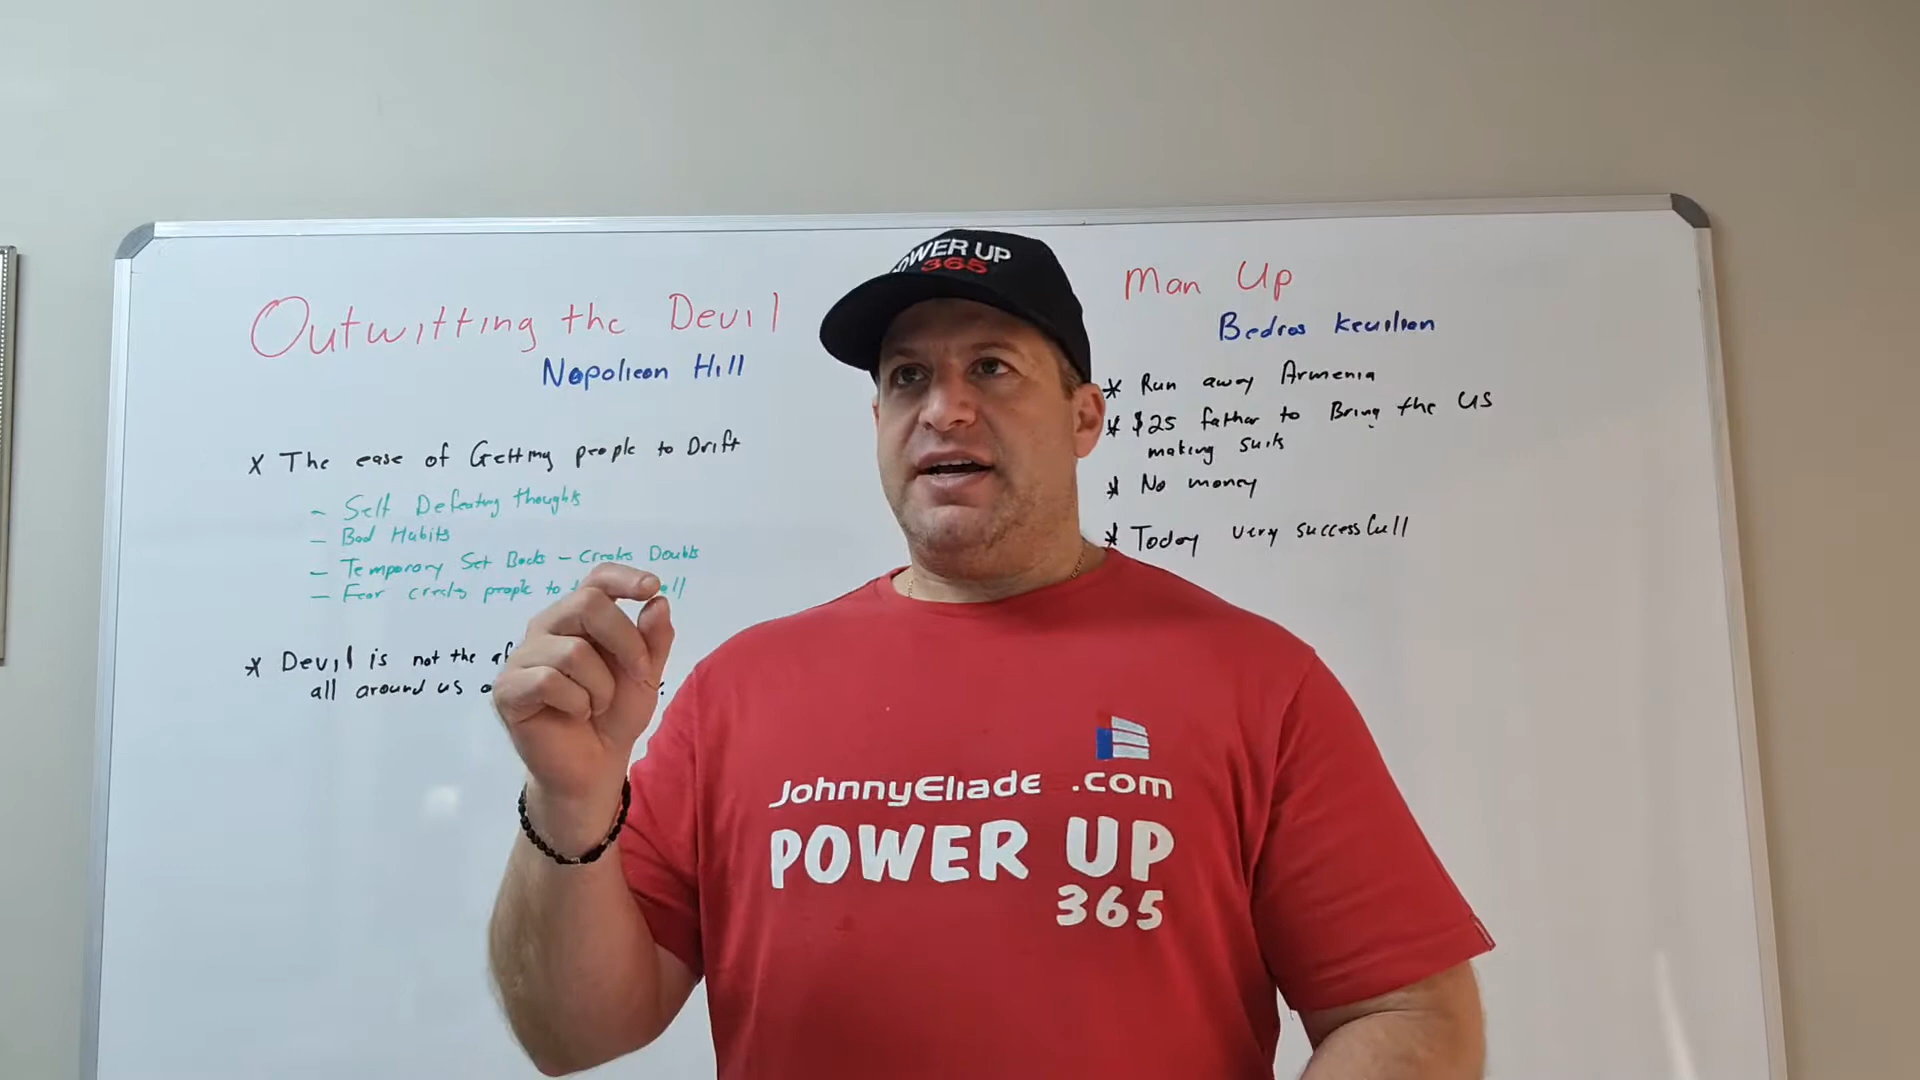 Outwitting the Devil
Napolieon Hill
X The ease of Getting people to Drift
- Self Defeating thoughts
- Bad Habits
- Temporary Set Backs - Creates Doubts
- Fear creates people to
* Devil is not the
all around us
Man Up
Bedros Keuilian
* Run away Armenia
* $25 father to Bring the US
making suits
* No money
* Today very successfull
POWER UP
365
JohnnyEliade .com
POWER UP
365